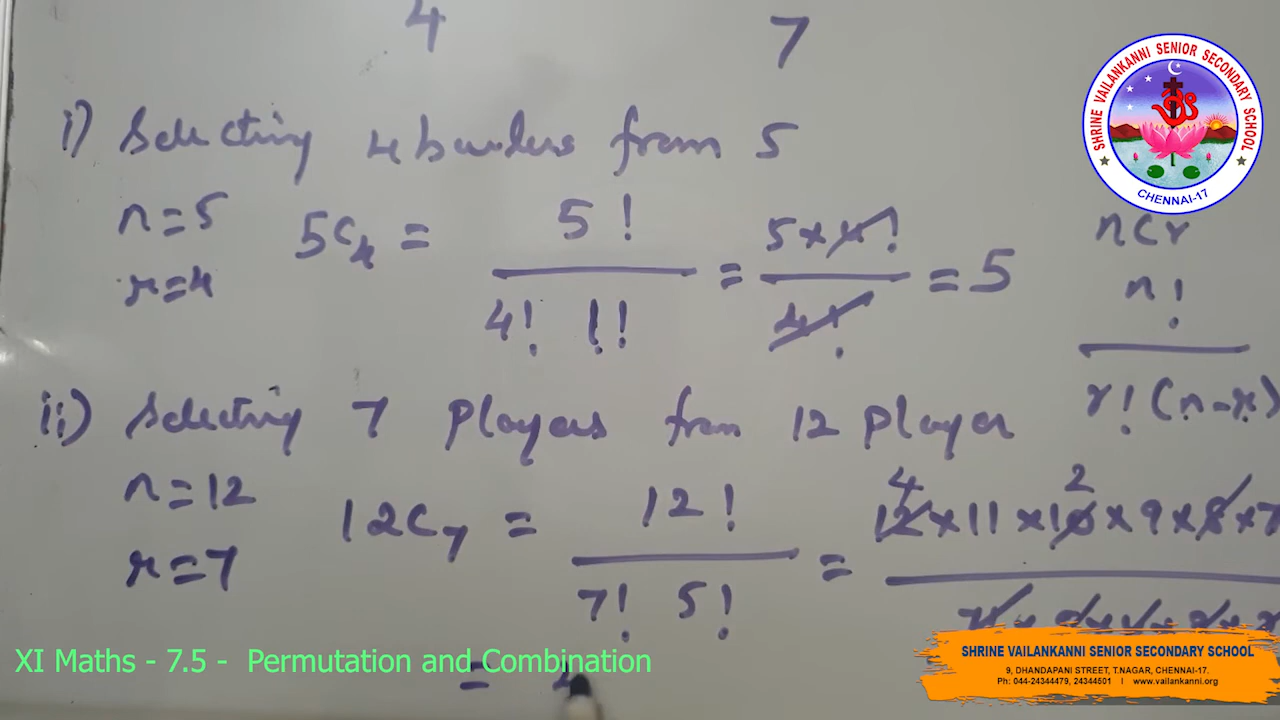 4 7
i) Selecting 4 bowlers from 5
n=5 5C4 = 5! / 4! 1! = 5×4! / 4! = 5
r=4
nCr
n!
r! (n-r)
ii) Selecting 7 players from 12 player
n=12 12C7 = 12! / 7! 5! = 4 2 12×11×10×9×8×7
r=7
=
XI Maths - 7.5 - Permutation and Combination
SHRINE VAILANKANNI SENIOR SECONDARY SCHOOL
CHENNAI-17
SHRINE VAILANKANNI SENIOR SECONDARY SCHOOL
9, DHANDAPANI STREET, T.NAGAR, CHENNAI-17.
Ph: 044-24344479, 24344501 I www.vailankanni.org